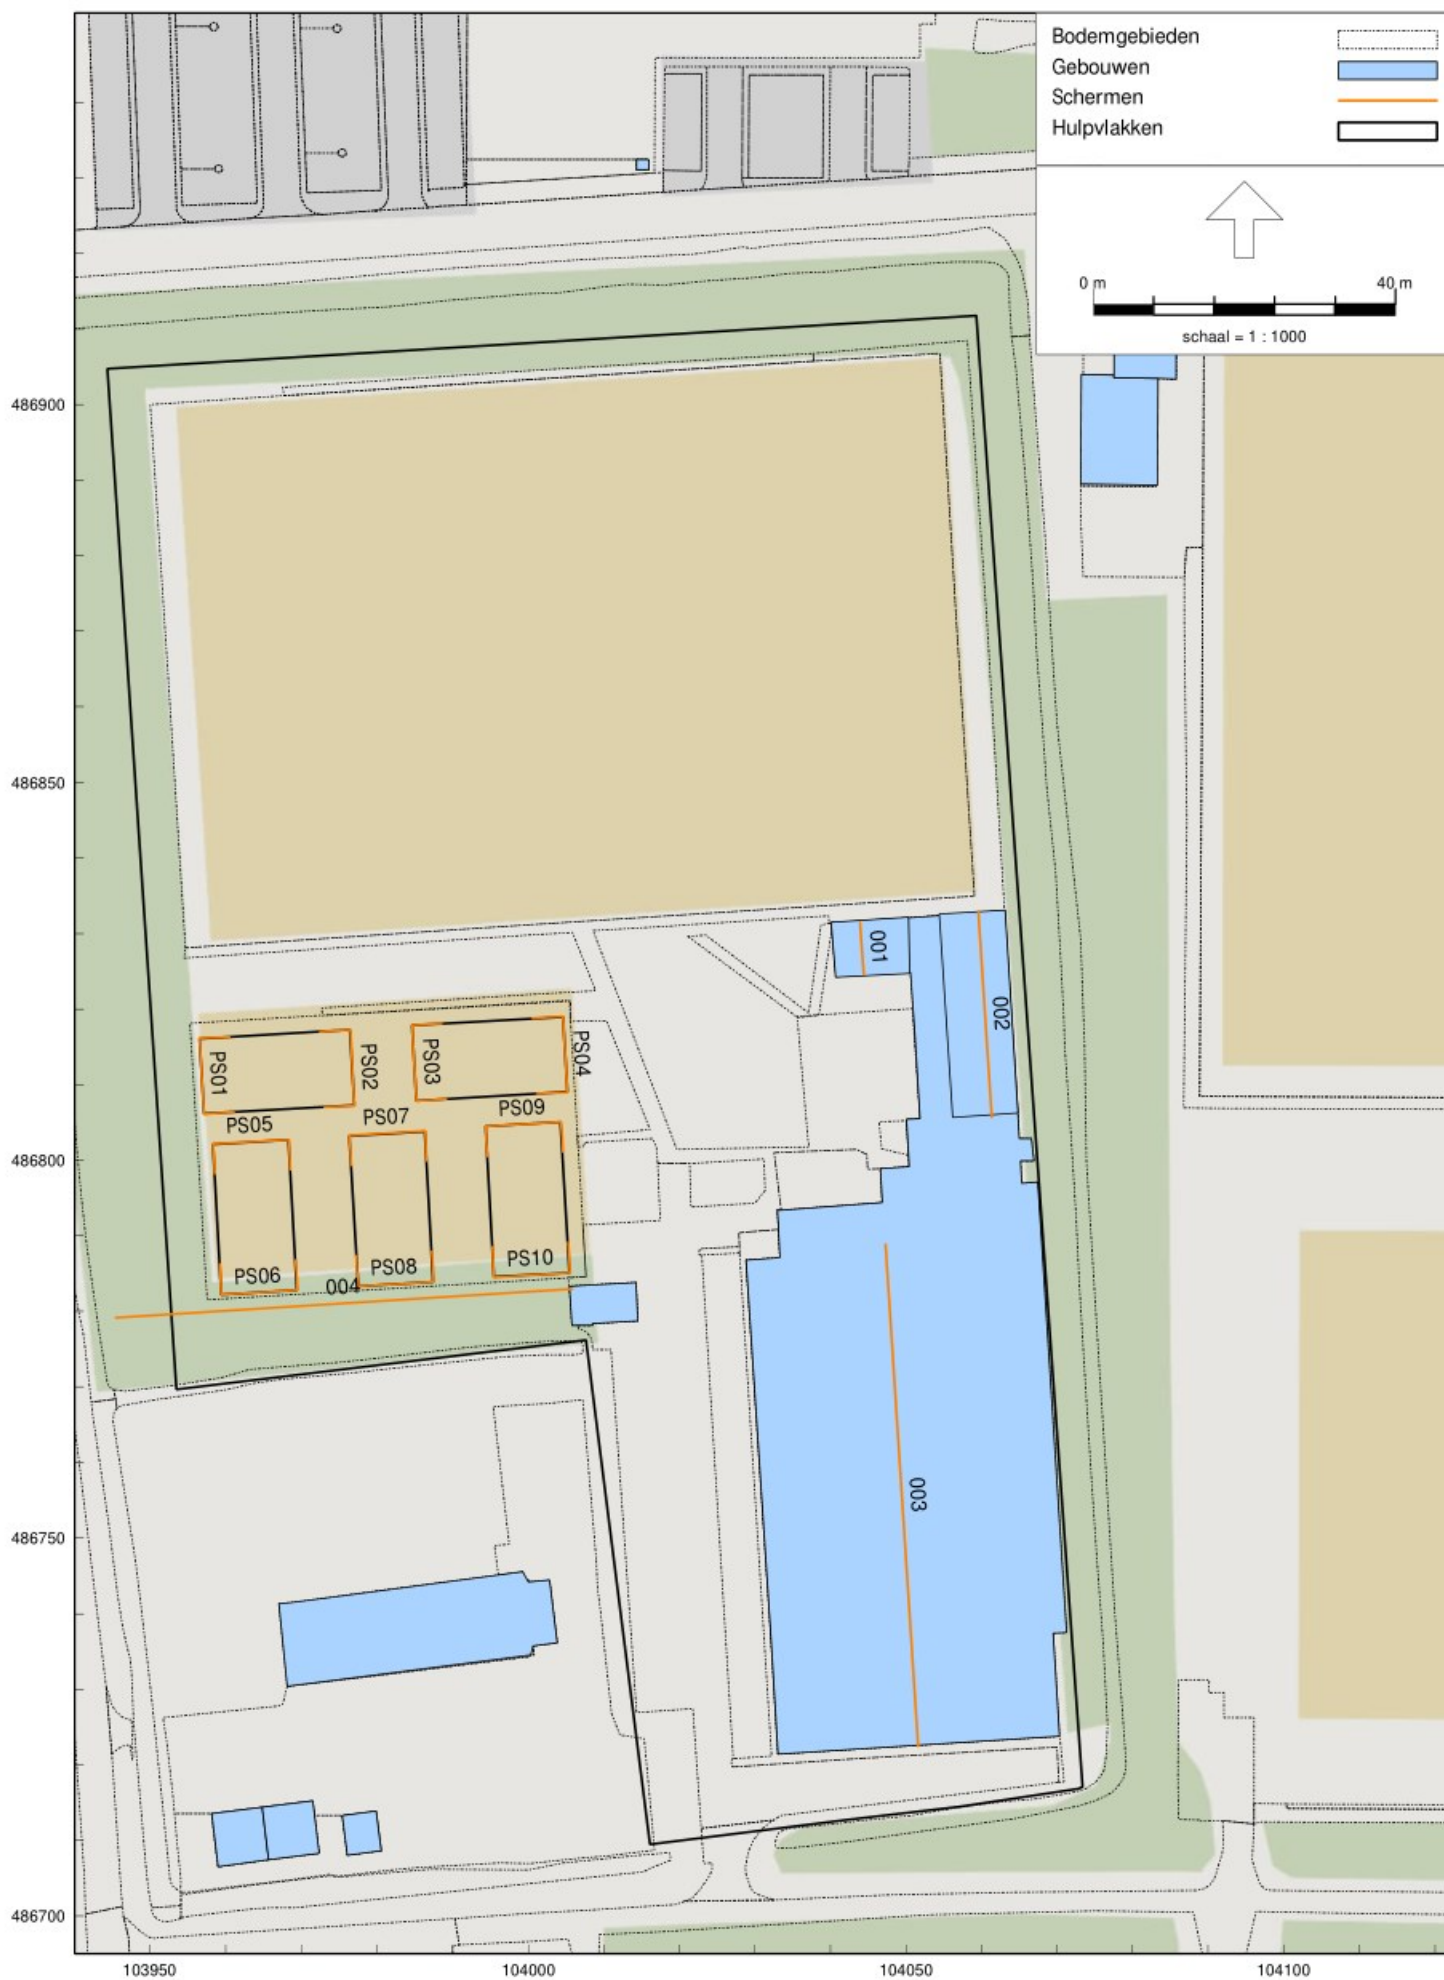 Bodemgebieden
Gebouwen
Schermen
Hulpvlakken
0 m 40 m
schaal = 1 : 1000
486900
486850
486800
486750
486700
001
002
PS01
PS02
PS03
PS04
PS05
PS07
PS09
PS06
PS08
PS10
004
003
103950 104000 104050 104100